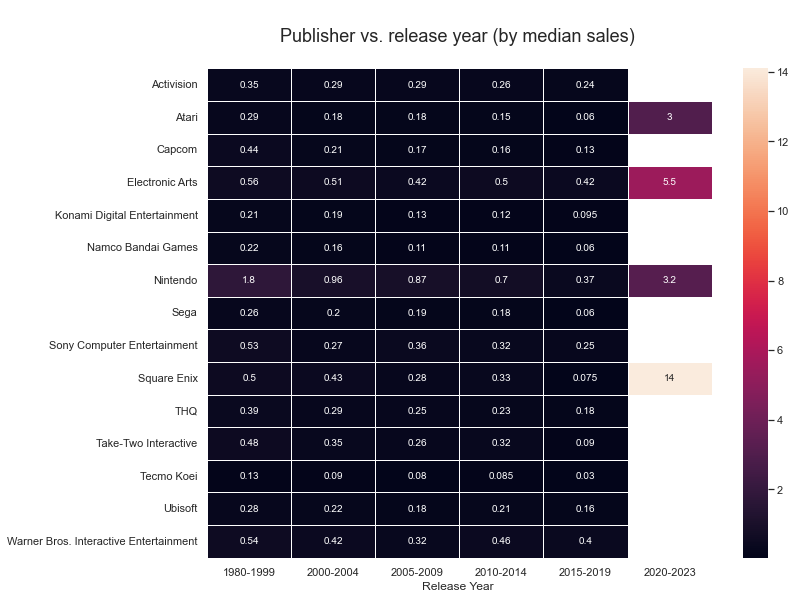 Publisher vs. release year (by median sales)
Activision 0.35 0.29 0.29 0.26 0.24
Atari 0.29 0.18 0.18 0.15 0.06 3
Capcom 0.44 0.21 0.17 0.16 0.13
Electronic Arts 0.56 0.51 0.42 0.5 0.42 5.5
Konami Digital Entertainment 0.21 0.19 0.13 0.12 0.095
Namco Bandai Games 0.22 0.16 0.11 0.11 0.06
Nintendo 1.8 0.96 0.87 0.7 0.37 3.2
Sega 0.26 0.2 0.19 0.18 0.06
Sony Computer Entertainment 0.53 0.27 0.36 0.32 0.25
Square Enix 0.5 0.43 0.28 0.33 0.075 14
THQ 0.39 0.29 0.25 0.23 0.18
Take-Two Interactive 0.48 0.35 0.26 0.32 0.09
Tecmo Koei 0.13 0.09 0.08 0.085 0.03
Ubisoft 0.28 0.22 0.18 0.21 0.16
Warner Bros. Interactive Entertainment 0.54 0.42 0.32 0.46 0.4
1980-1999 2000-2004 2005-2009 2010-2014 2015-2019 2020-2023
Release Year
14
12
10
8
6
4
2